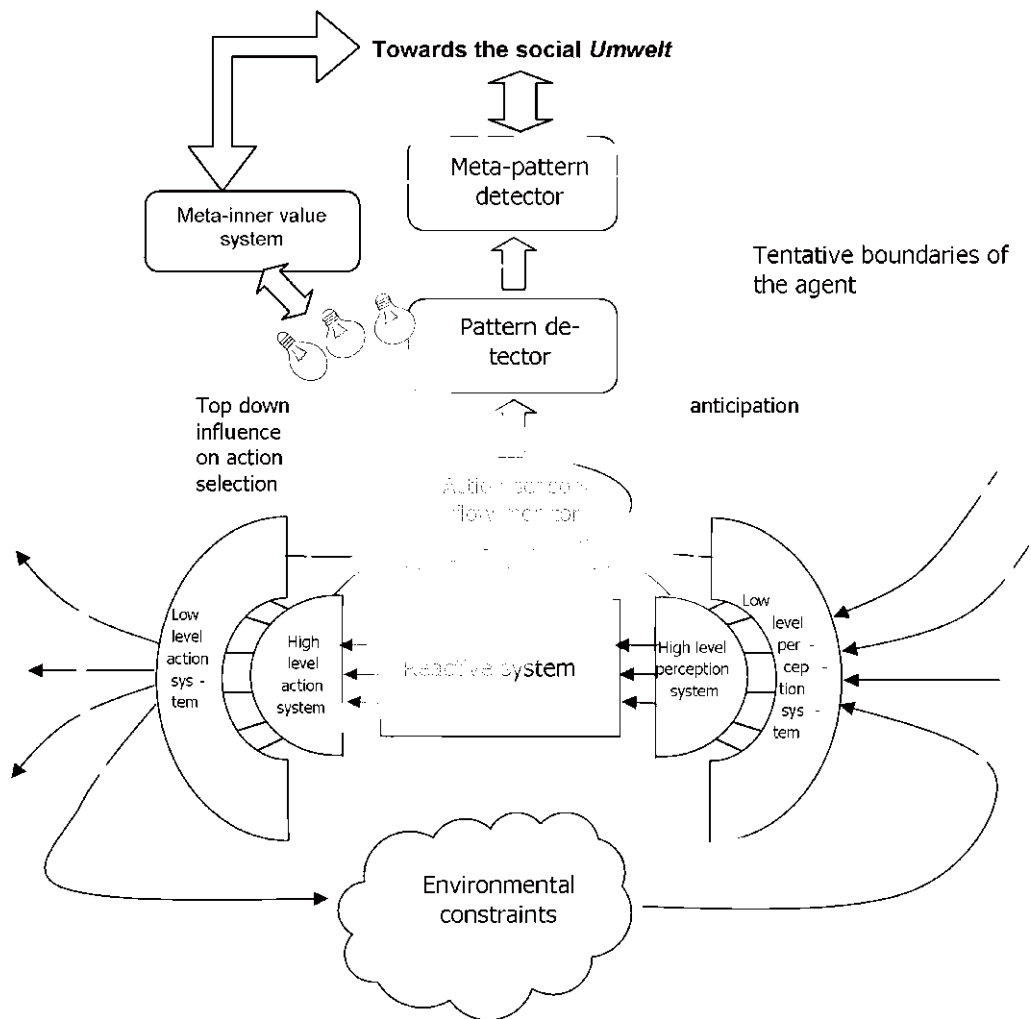 Towards the social Umwelt
Meta-pattern
detector
Meta-inner value
system
Tentative boundaries of
the agent
Pattern de-
tector
Top down
influence
on action
selection
anticipation
flow monitor
Low
level
action
sys -
tem
High
level
action
system
Reactive system
High level
perception
system
Low
level
per -
cep -
tion
sys -
tem
Environmental
constraints